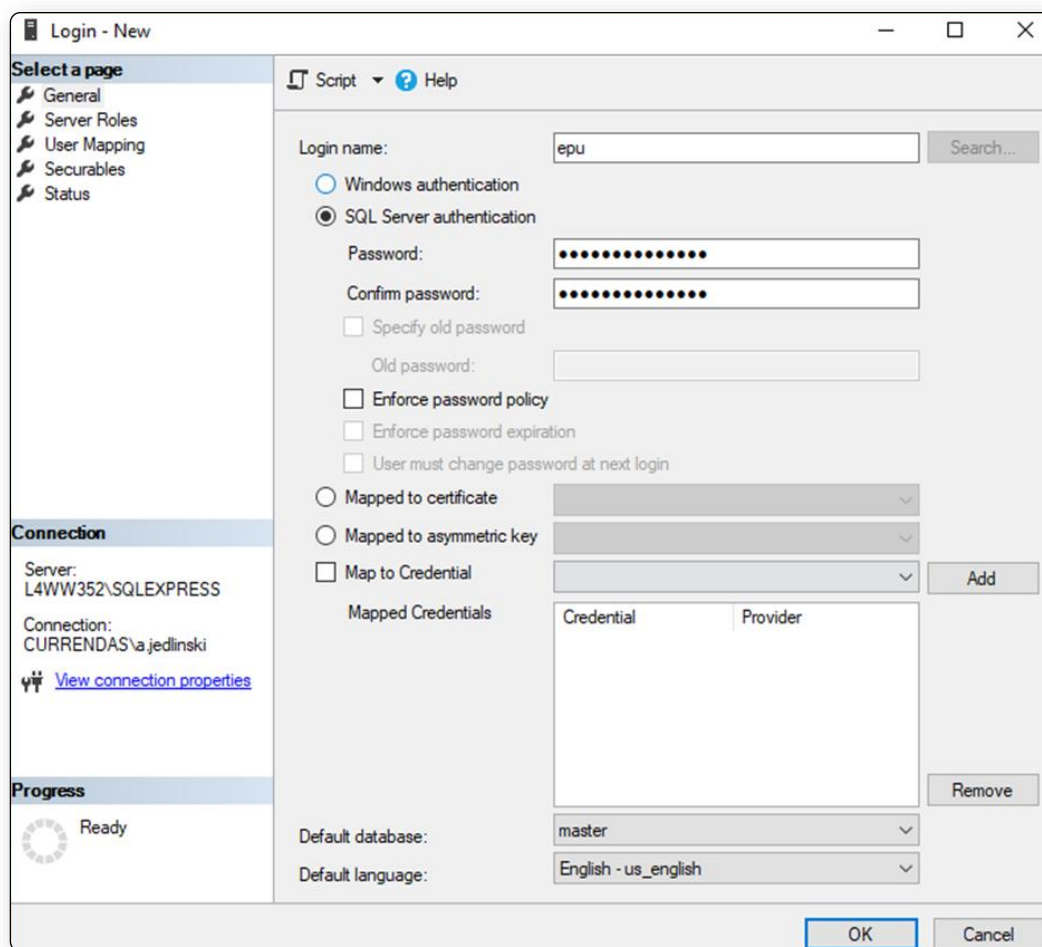 Login - New
Select a page
General
Server Roles
User Mapping
Securables
Status
Connection
Server:
L4WW352\SQLEXPRESS
Connection:
CURRENDAS\a.jedlinski
View connection properties
Progress
Ready
Script Help
Login name: epu Search...
Windows authentication
SQL Server authentication
Password: ●●●●●●●●●●●●●●
Confirm password: ●●●●●●●●●●●●●●
Specify old password
Old password:
Enforce password policy
Enforce password expiration
User must change password at next login
Mapped to certificate
Mapped to asymmetric key
Map to Credential Add
Mapped Credentials Credential Provider
Remove
Default database: master
Default language: English - us_english
OK Cancel